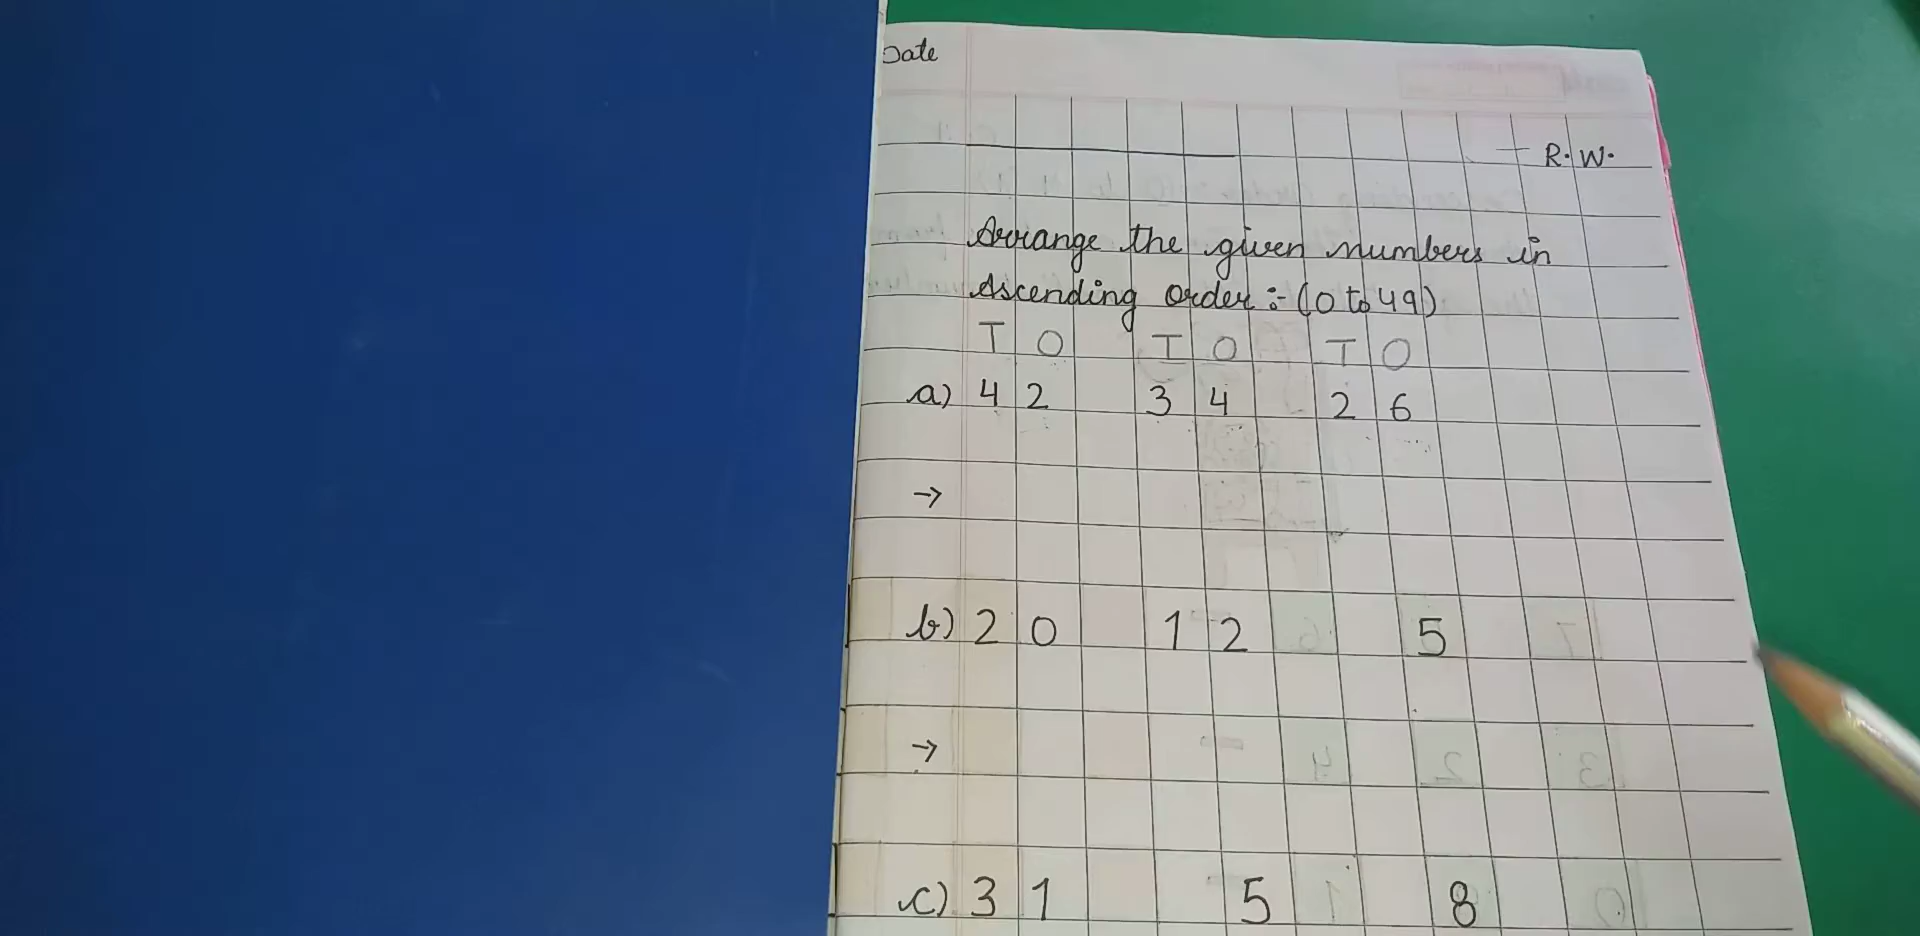 Date
R.W.
Arrange the given numbers in
Ascending Order :- (0 to 49)
T O T O T O
a) 4 2 3 4 2 6
→
b) 2 0 1 2 5
→
c) 3 1 5 8